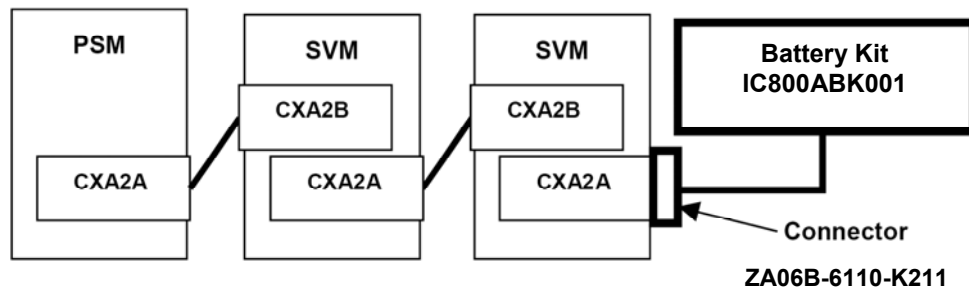 PSM
SVM
SVM
Battery Kit
IC800ABK001
CXA2B
CXA2B
CXA2A
CXA2A
CXA2A
Connector
ZA06B-6110-K211